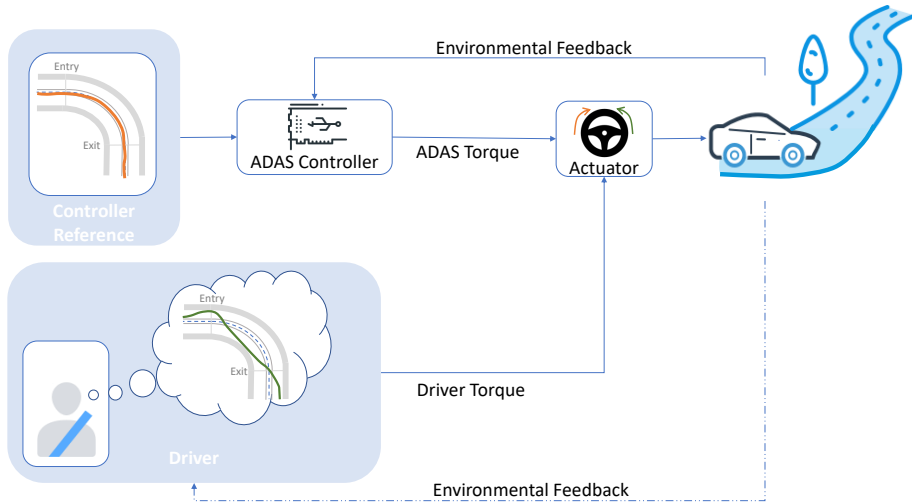 Environmental Feedback
Entry
Exit
Controller
Reference
ADAS Controller
ADAS Torque
Actuator
Entry
Exit
Driver
Driver Torque
Environmental Feedback